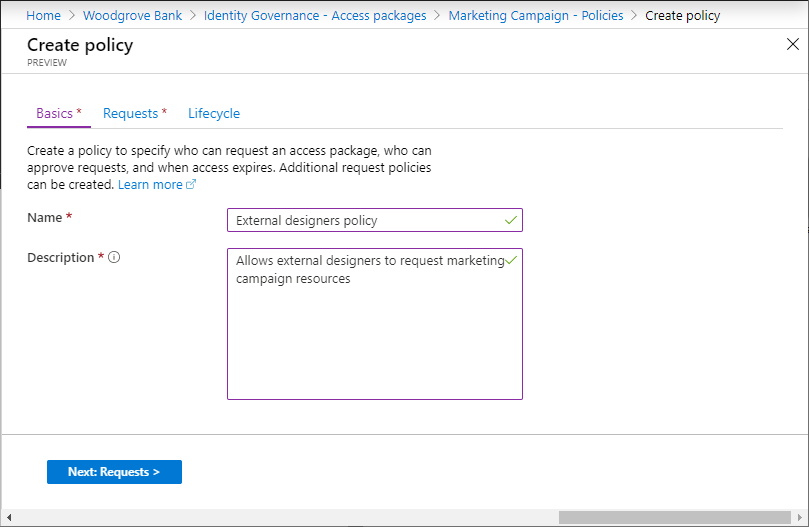 Home > Woodgrove Bank > Identity Governance - Access packages > Marketing Campaign - Policies > Create policy
Create policy
PREVIEW
Basics * Requests * Lifecycle
Create a policy to specify who can request an access package, who can
approve requests, and when access expires. Additional request policies
can be created. Learn more
Name *
External designers policy
Description *
Allows external designers to request marketing
campaign resources
Next: Requests >